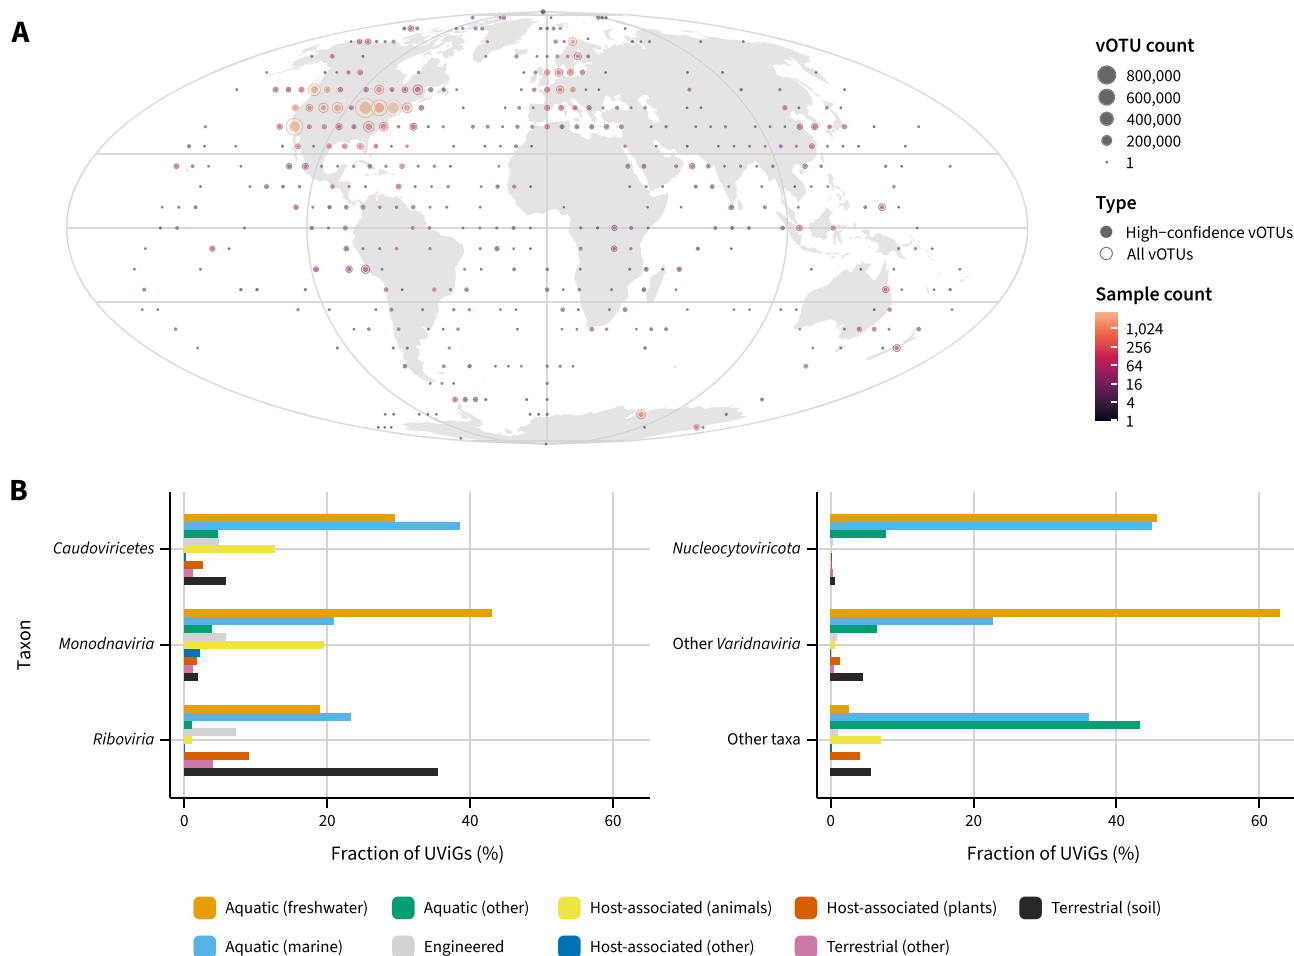 A
vOTU count
800,000
600,000
400,000
200,000
1
Type
High−confidence vOTUs
All vOTUs
Sample count
1,024
256
64
16
4
1
B
Taxon
Caudoviricetes
Monodnaviria
Riboviria
0
20
40
60
Fraction of UViGs (%)
Nucleocytoviricota
Other Varidnaviria
Other taxa
0
20
40
60
Fraction of UViGs (%)
Aquatic (freshwater)
Aquatic (other)
Host-associated (animals)
Host-associated (plants)
Terrestrial (soil)
Aquatic (marine)
Engineered
Host-associated (other)
Terrestrial (other)